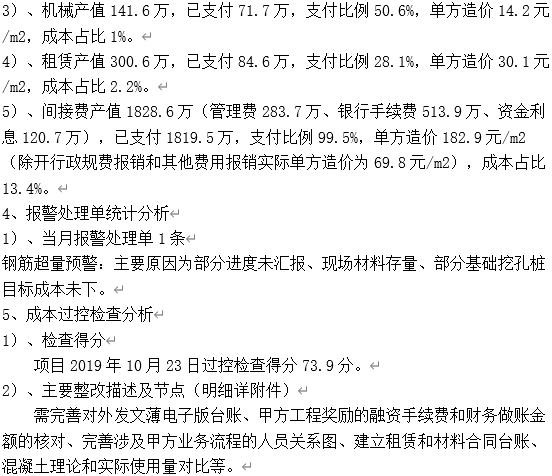 3）、机械产值 141.6 万，已支付 71.7 万，支付比例 50.6%，单方造价 14.2 元
/m2，成本占比 1%。
4）、租赁产值 300.6 万，已支付 84.6 万，支付比例 28.1%，单方造价 30.1 元
/m2，成本占比 2.2%。
5）、间接费产值 1828.6 万（管理费 283.7 万、银行手续费 513.9 万、资金利
息 120.7 万），已支付 1819.5 万，支付比例 99.5%，单方造价 182.9 元/m2
（除开行政规费报销和其他费用报销实际单方造价为 69.8 元/m2），成本占比
13.4%。
4、报警处理单统计分析
1）、当月报警处理单 1 条
钢筋超量预警：主要原因为部分进度未汇报、现场材料存量、部分基础挖孔桩
目标成本未下。
5、成本过控检查分析
1）、检查得分
项目 2019 年 10 月 23 日过控检查得分 73.9 分。
2）、主要整改描述及节点（明细详附件）
需完善对外发文薄电子版台账、甲方工程奖励的融资手续费和财务做账金
额的核对、完善涉及甲方业务流程的人员关系图、建立租赁和材料合同台账、
混凝土理论和实际使用量对比等。